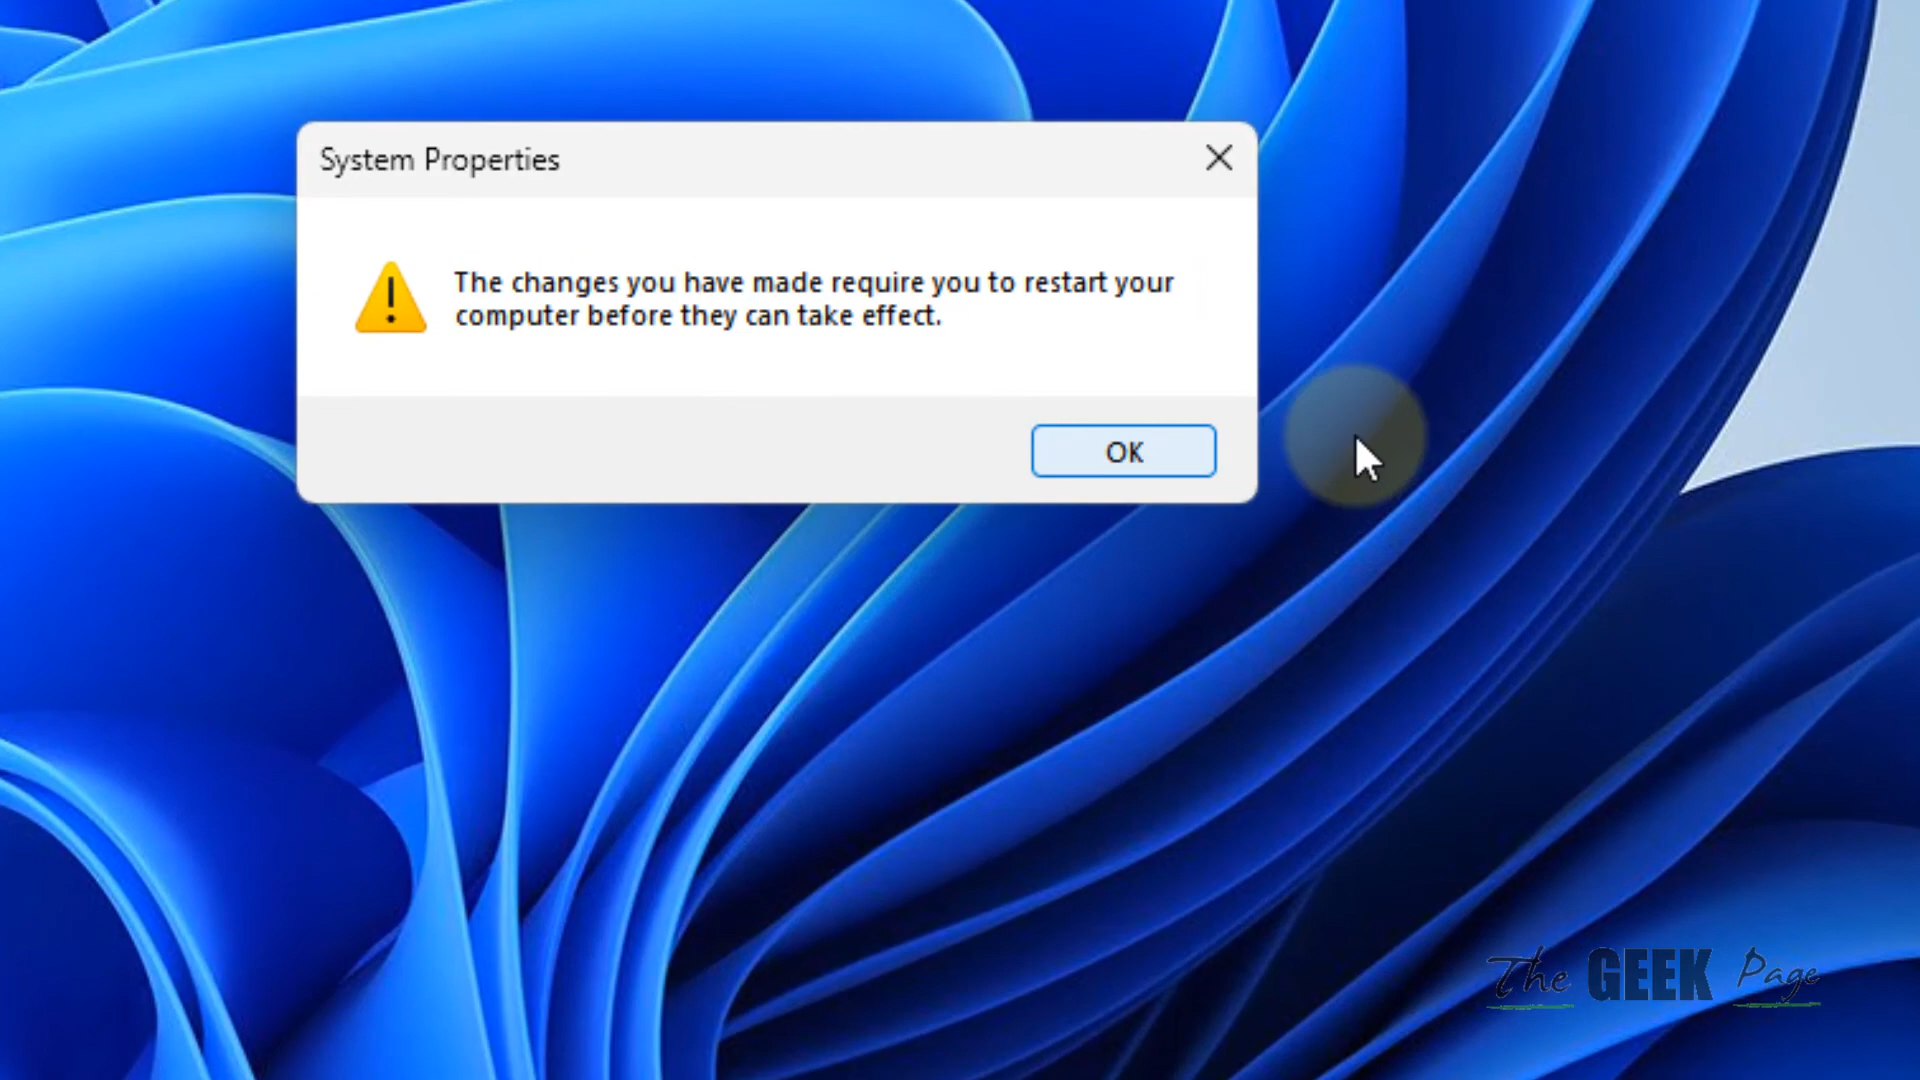 System Properties
The changes you have made require you to restart your
computer before they can take effect.
OK
The GEEK Page